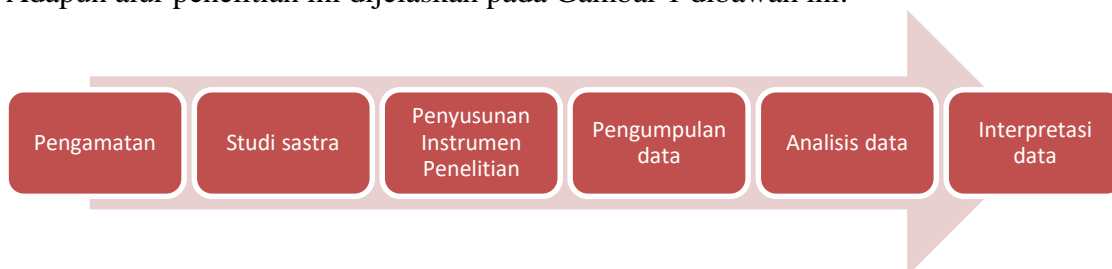 Adapun alur penelitian ini dijelaskan pada Gambar 1 dibawah ini:
Pengamatan
Studi sastra
Penyusunan
Instrumen
Penelitian
Pengumpulan
data
Analisis data
Interpretasi
data